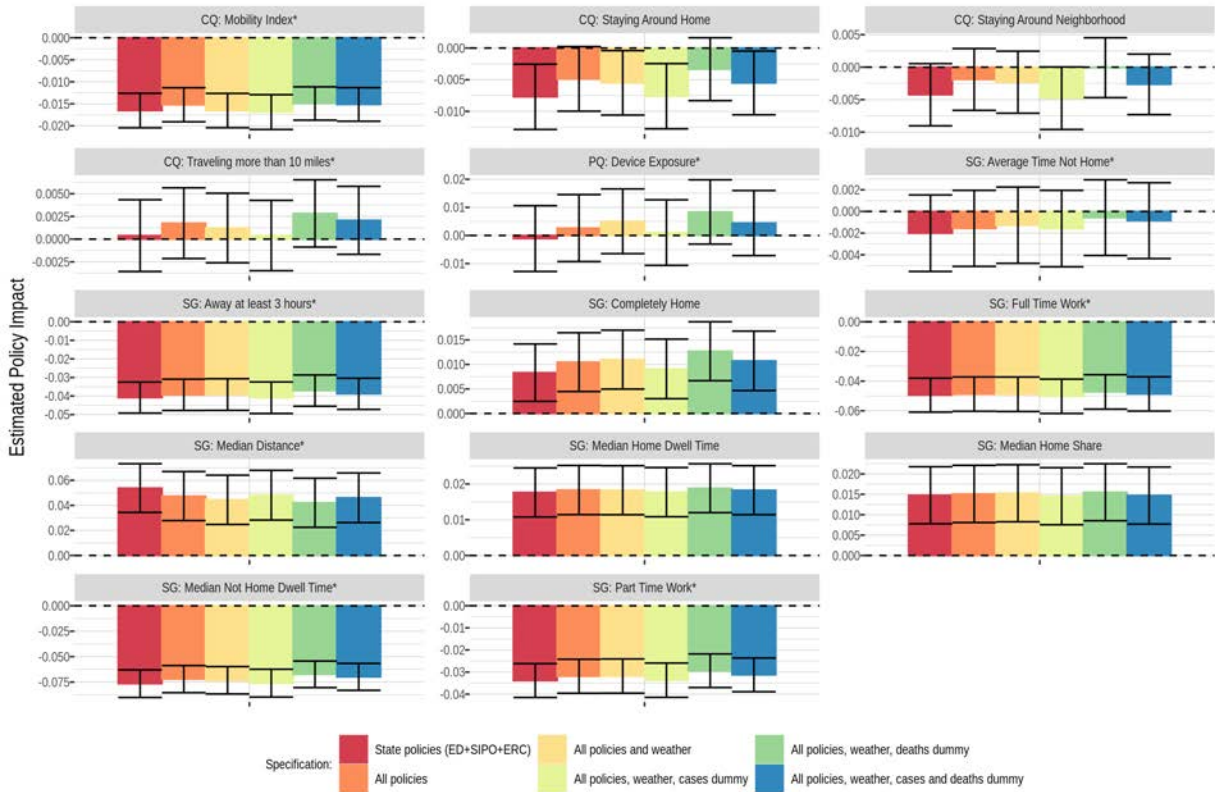 CQ: Mobility Index*
CQ: Staying Around Home
CQ: Staying Around Neighborhood
0.000
-0.005
-0.010
-0.015
-0.020
0.000
-0.005
-0.010
0.005
0.000
-0.005
-0.010
CQ: Traveling more than 10 miles*
PQ: Device Exposure*
SG: Average Time Not Home*
0.0050
0.0025
0.0000
-0.0025
0.02
0.01
0.00
-0.01
0.002
0.000
-0.002
-0.004
SG: Away at least 3 hours*
SG: Completely Home
SG: Full Time Work*
0.00
-0.01
-0.02
-0.03
-0.04
-0.05
0.015
0.010
0.005
0.000
0.00
-0.02
-0.04
-0.06
Estimated Policy Impact
SG: Median Distance*
SG: Median Home Dwell Time
SG: Median Home Share
0.06
0.04
0.02
0.00
0.02
0.01
0.00
0.020
0.015
0.010
0.005
0.000
SG: Median Not Home Dwell Time*
SG: Part Time Work*
0.000
-0.025
-0.050
-0.075
0.00
-0.01
-0.02
-0.03
-0.04
Specification:
State policies (ED+SIPO+ERC)
All policies
All policies and weather
All policies, weather, cases dummy
All policies, weather, deaths dummy
All policies, weather, cases and deaths dummy